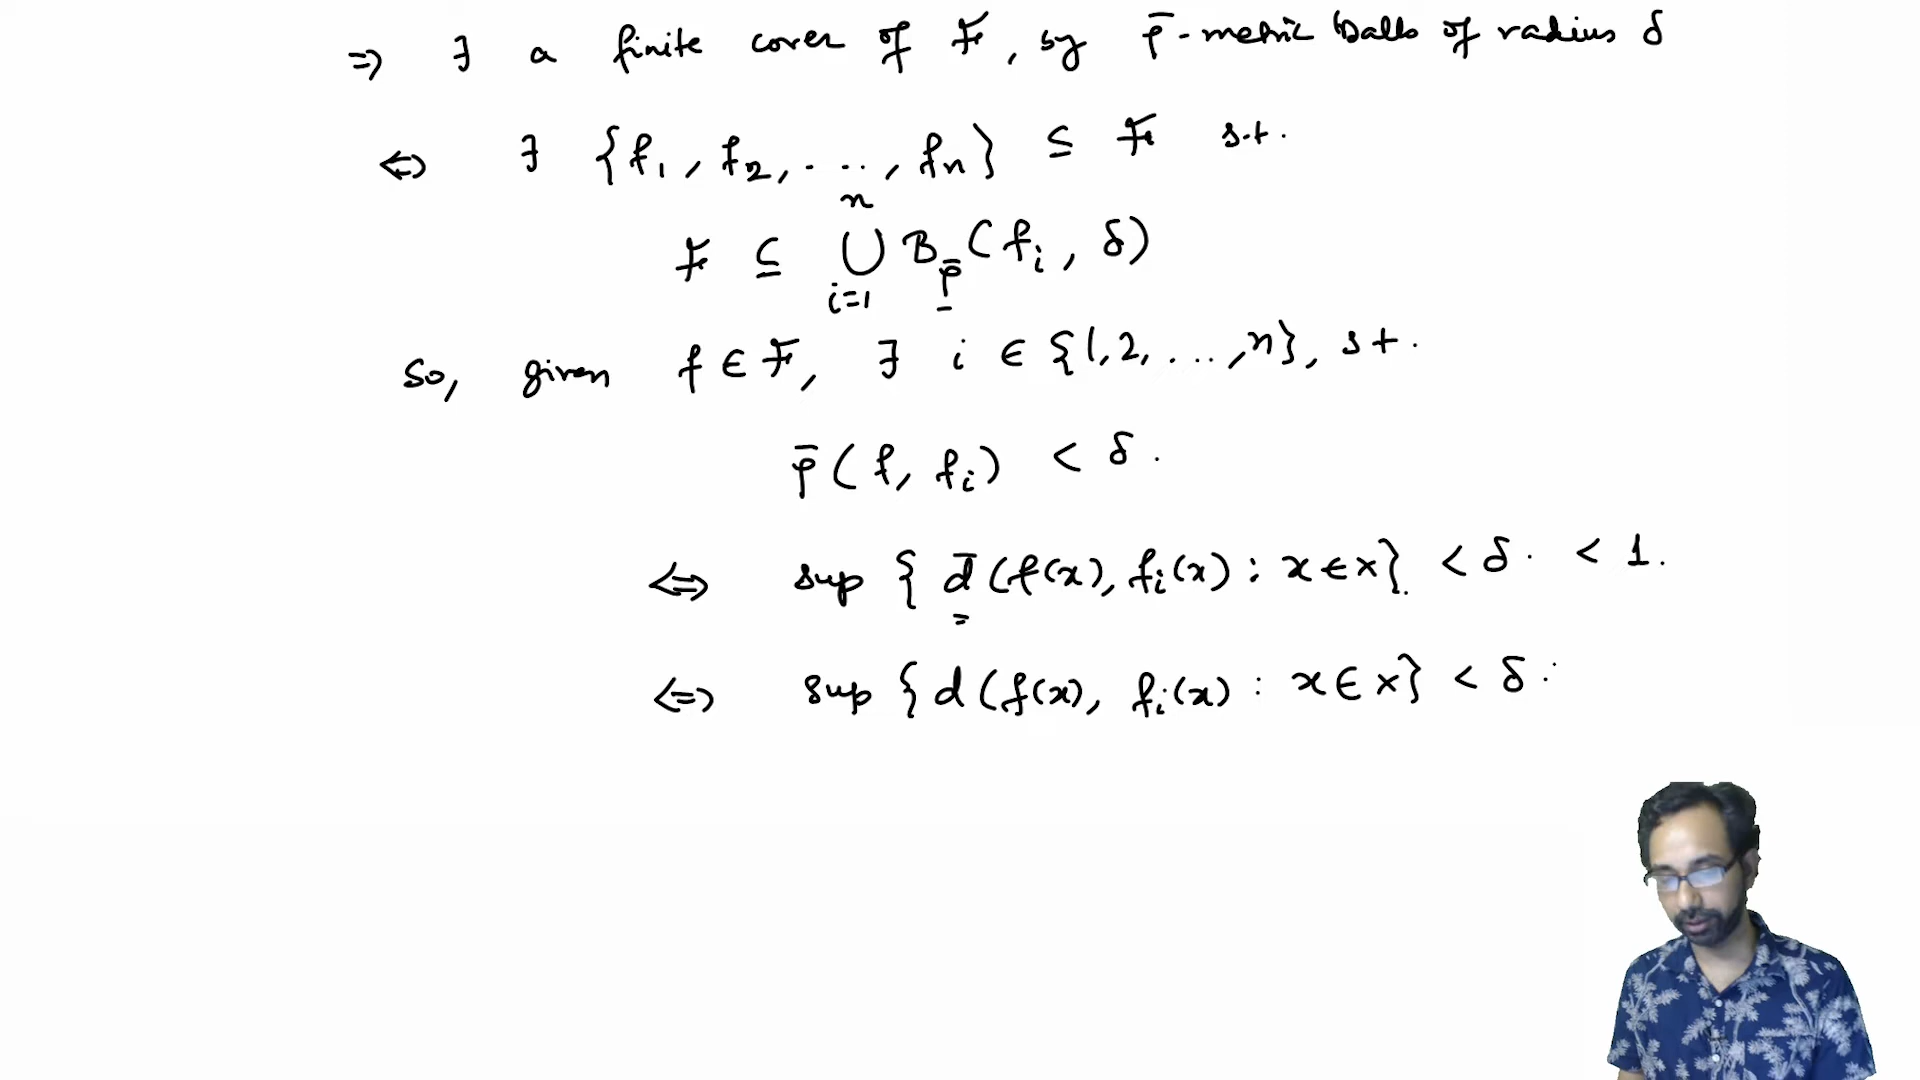 ⇒ ∃ a finite cover of ℱ, by ρ̄-metric balls of radius δ
⇔ ∃ {f₁, f₂, ...., fₙ} ⊆ ℱ s.t.
ℱ ⊆ ⋃ᵢ₌₁ⁿ B_ρ̄(fᵢ, δ)
So, given f ∈ ℱ, ∃ i ∈ {1,2, ...., n}, s t.
ρ̄(f, fᵢ) < δ.
⇔ sup { d̄(f(x), fᵢ(x) : x ∈ X} < δ. < 1.
⇔ sup { d(f(x), fᵢ(x) : x ∈ X} < δ.